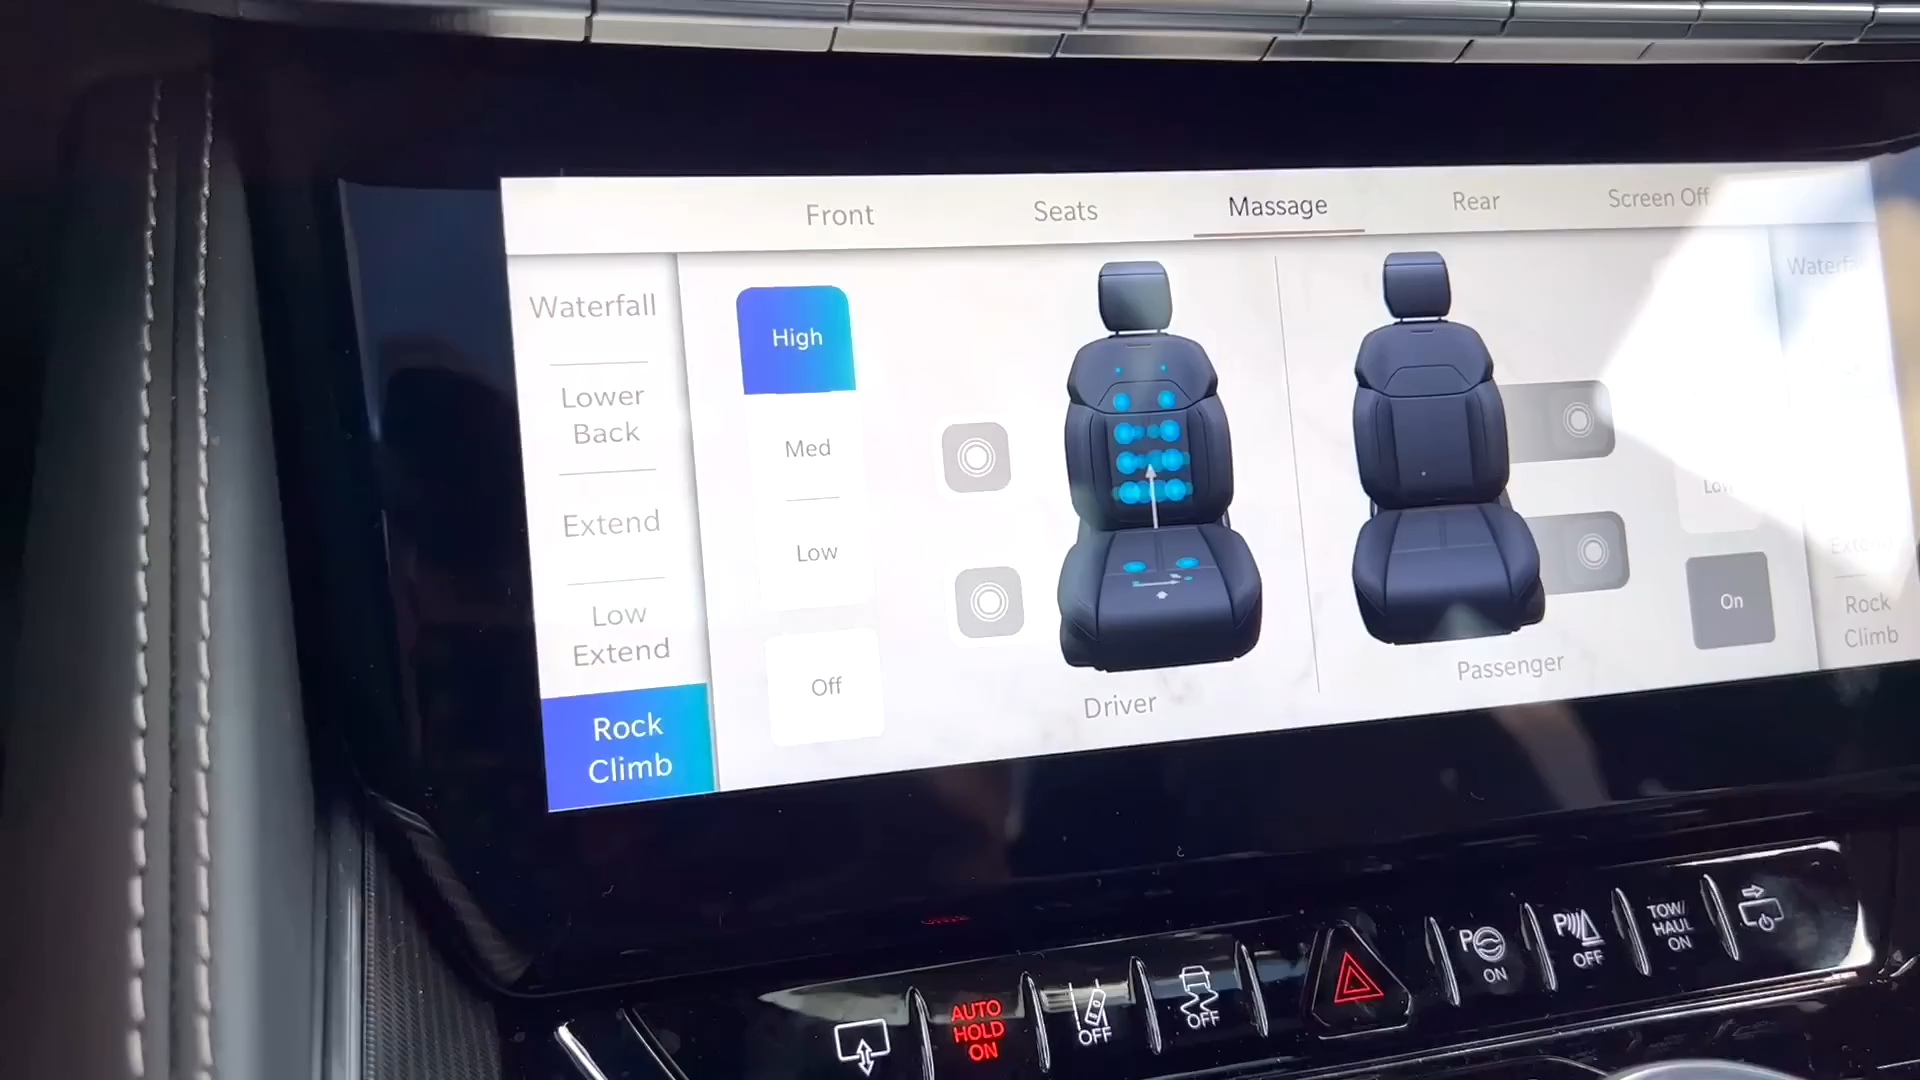 Front
Seats
Massage
Rear
Screen Off
Waterfall
Lower
Back
Extend
Low
Extend
Rock
Climb
High
Med
Low
Off
Driver
Passenger
Low
On
Waterfall
Extend
Rock
Climb
AUTO
HOLD
ON
OFF
OFF
P
ON
P
OFF
TOW/
HAUL
ON